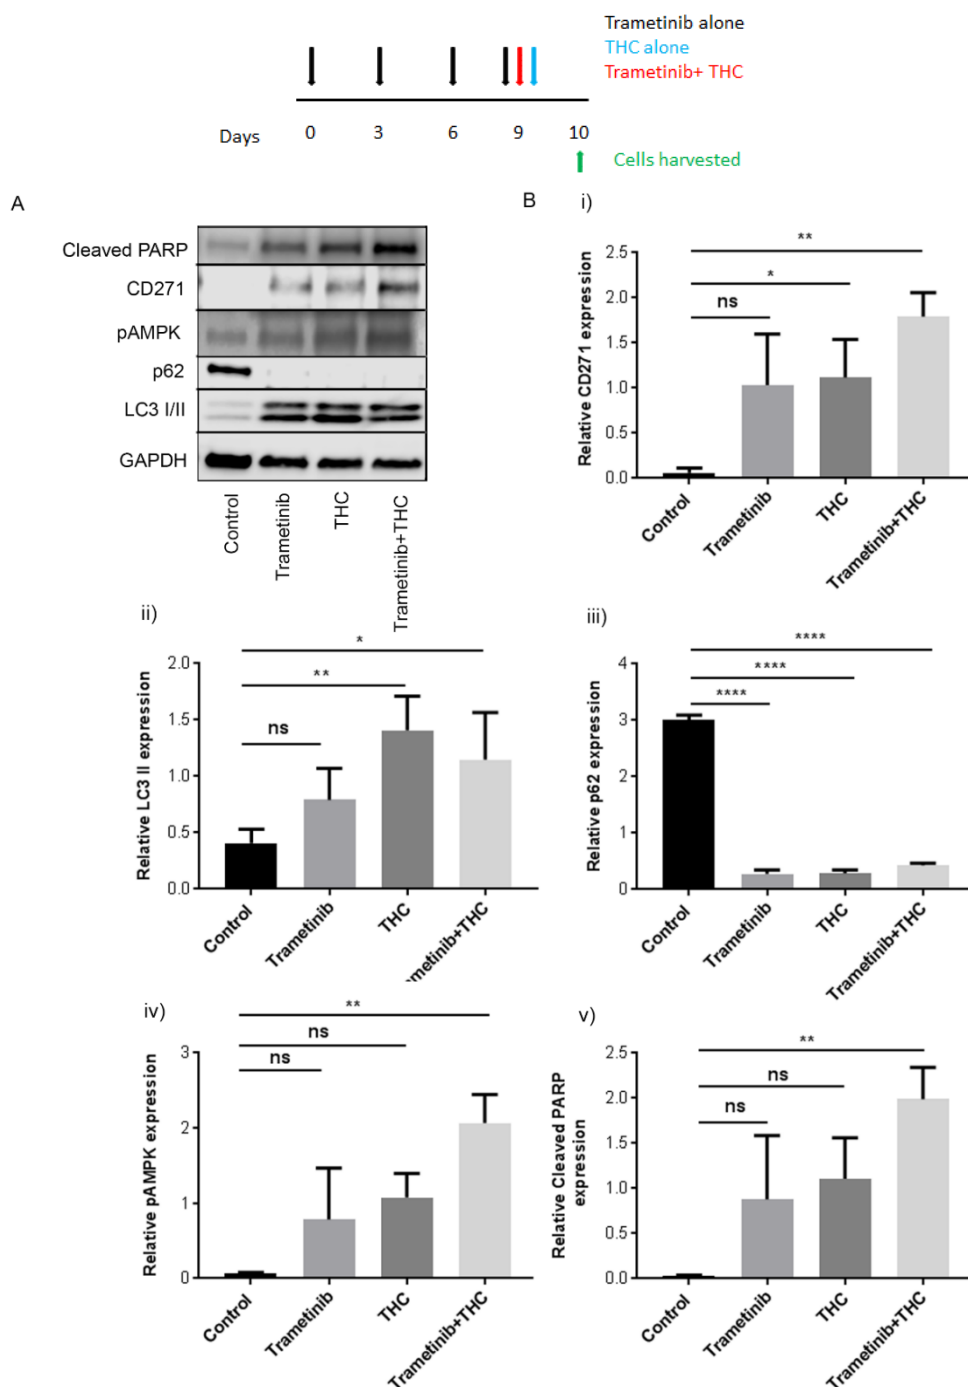 Trametinib alone
THC alone
Trametinib+ THC
Days 0 3 6 9 10
Cells harvested
A
Cleaved PARP
CD271
pAMPK
p62
LC3 I/II
GAPDH
Control
Trametinib
THC
Trametinib+THC
B
i)
**
*
ns
Relative CD271 expression
2.5
2.0
1.5
1.0
0.5
0.0
Control
Trametinib
THC
Trametinib+THC
ii)
*
**
ns
Relative LC3 II expression
2.0
1.5
1.0
0.5
0.0
Control
Trametinib
THC
rametinib+THC
iii)
****
****
****
Relative p62 expression
4
3
2
1
0
Control
Trametinib
THC
Trametinib+THC
iv)
**
ns
ns
Relative pAMPK expression
3
2
1
0
Control
Trametinib
THC
Trametinib+THC
v)
**
ns
ns
Relative Cleaved PARP
expression
2.5
2.0
1.5
1.0
0.5
0.0
Control
Trametinib
THC
Trametinib+THC